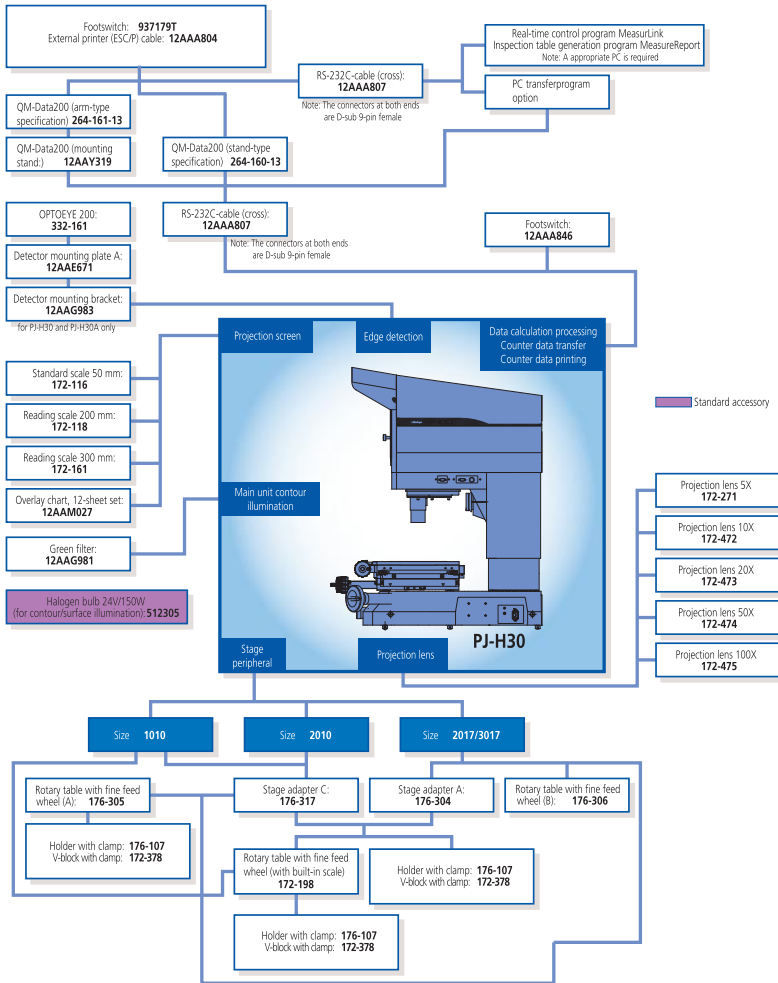 Footswitch: 937179T
External printer (ESC/P) cable: 12AAA804
Real-time control program MeasurLink
Inspection table generation program MeasureReport
Note: A appropriate PC is required
RS-232C-cable (cross):
12AAA807
Note: The connectors at both ends
are D-sub 9-pin female
PC transferprogram
option
QM-Data200 (arm-type
specification) 264-161-13
QM-Data200 (mounting
stand:) 12AAY319
QM-Data200 (stand-type
specification) 264-160-13
OPTOEYE 200:
332-161
RS-232C-cable (cross):
12AAA807
Note: The connectors at both ends
are D-sub 9-pin female
Footswitch:
12AAA846
Detector mounting plate A:
12AAE671
Detector mounting bracket:
12AAG983
for PJ-H30 and PJ-H30A only
Projection screen
Edge detection
Data calculation processing
Counter data transfer
Counter data printing
Standard scale 50 mm:
172-116
Reading scale 200 mm:
172-118
Reading scale 300 mm:
172-161
Overlay chart, 12-sheet set:
12AAM027
Green filter:
12AAG981
Halogen bulb 24V/150W
(for contour/surface illumination): 512305
Main unit contour
illumination
Standard accessory
Projection lens 5X
172-271
Projection lens 10X
172-472
Projection lens 20X
172-473
Projection lens 50X
172-474
Projection lens 100X
172-475
PJ-H30
Stage
peripheral
Projection lens
Size 1010
Size 2010
Size 2017/3017
Rotary table with fine feed
wheel (A): 176-305
Stage adapter C:
176-317
Stage adapter A:
176-304
Rotary table with fine feed
wheel (B): 176-306
Holder with clamp: 176-107
V-block with clamp: 172-378
Rotary table with fine feed
wheel (with built-in scale)
172-198
Holder with clamp: 176-107
V-block with clamp: 172-378
Holder with clamp: 176-107
V-block with clamp: 172-378